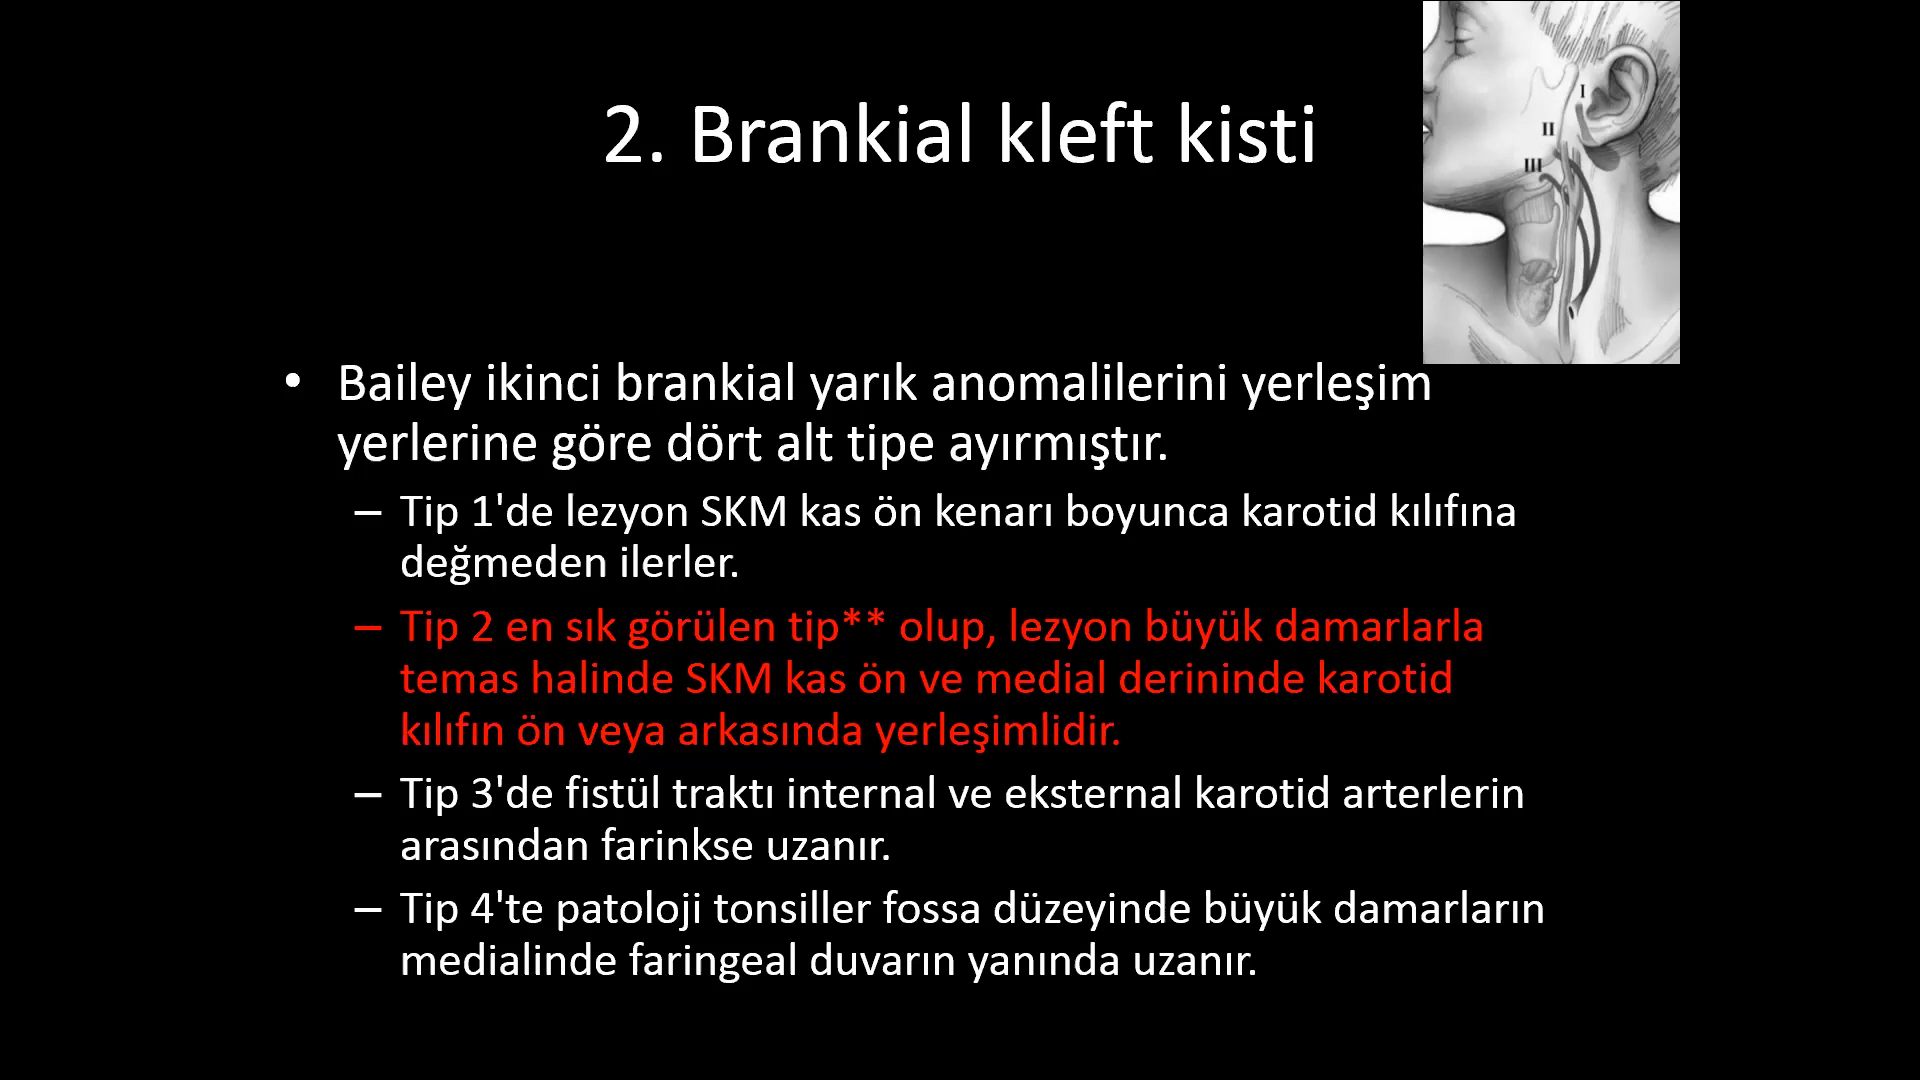 2. Brankial kleft kisti
I
II
III
• Bailey ikinci brankial yarık anomalilerini yerleşim
yerlerine göre dört alt tipe ayırmıştır.
– Tip 1'de lezyon SKM kas ön kenarı boyunca karotid kılıfına
değmeden ilerler.
– Tip 2 en sık görülen tip** olup, lezyon büyük damarlarla
temas halinde SKM kas ön ve medial derininde karotid
kılıfın ön veya arkasında yerleşimlidir.
– Tip 3'de fistül traktı internal ve eksternal karotid arterlerin
arasından farinkse uzanır.
– Tip 4'te patoloji tonsiller fossa düzeyinde büyük damarların
medialinde faringeal duvarın yanında uzanır.